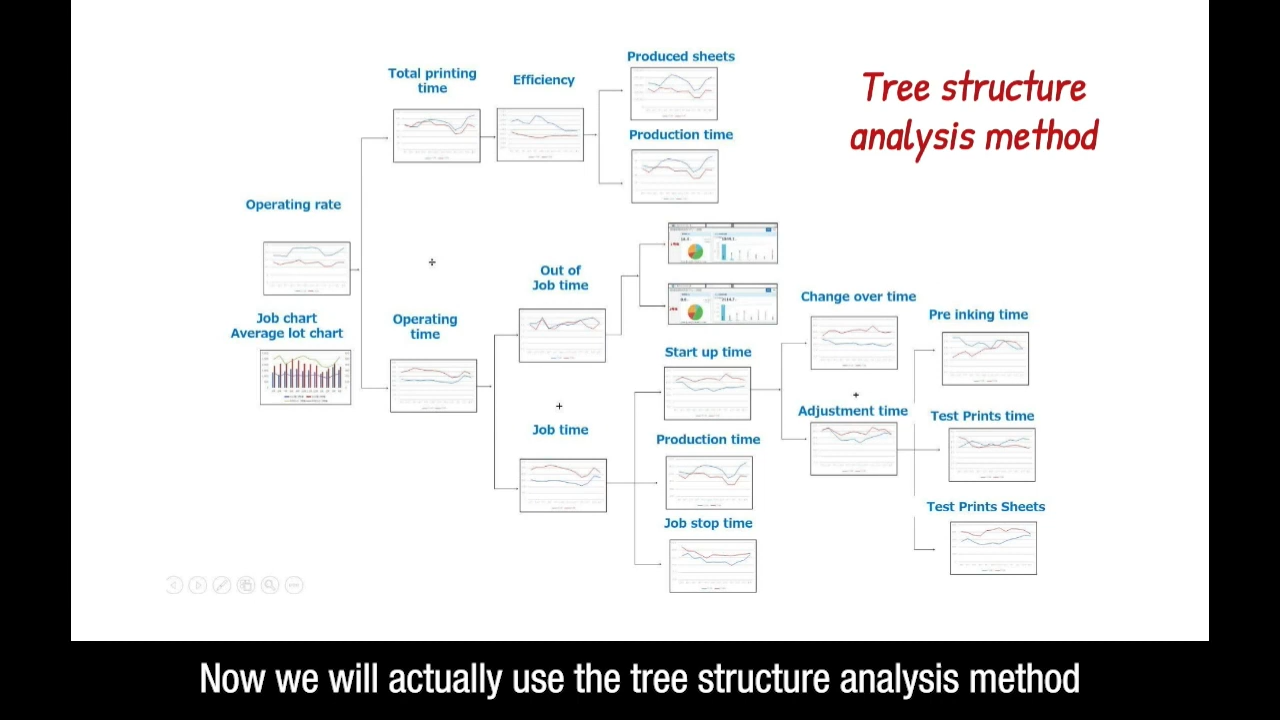 Tree structure
analysis method
Produced sheets
Total printing
time
Efficiency
Production time
Operating rate
Out of
Job time
Job chart
Average lot chart
Operating
time
Change over time
Pre inking time
Start up time
Adjustment time
Test Prints time
Job time
Production time
Test Prints Sheets
Job stop time
Now we will actually use the tree structure analysis method